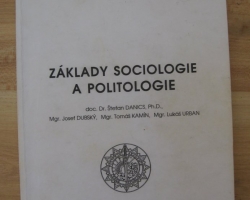 ZÁKLADY SOCIOLOGIE
A POLITOLOGIE
doc. Dr. Štefan DANICS, Ph.D.,
Mgr. Josef DUBSKÝ, Mgr. Tomáš KAMÍN, Mgr. Lukáš URBAN